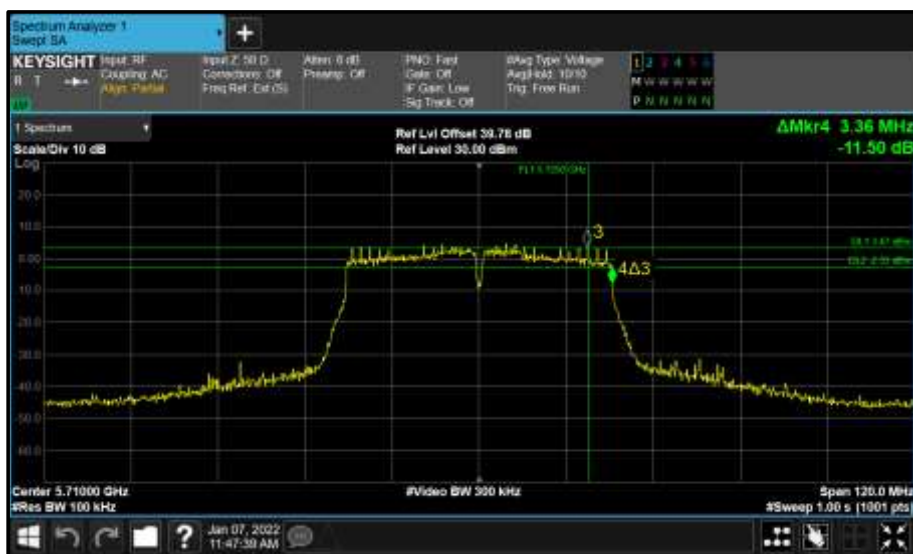 Spectrum Analyzer 1
Swept SA
+
KEYSIGHT
R T
Input: RF
Coupling: AC
Align: Partial
Input Z: 50 Ω
Corrections: Off
Freq Ref: Ext (S)
Atten: 6 dB
Preamp: Off
PNO: Fast
Gate: Off
IF Gain: Low
Sig Track: Off
#Avg Type: Voltage
Avg|Hold: 10/10
Trig: Free Run
1 2 3 4 5 6
M W W W W W
P N N N N N
1 Spectrum
Scale/Div 10 dB
Ref Lvl Offset 39.78 dB
Ref Level 30.00 dBm
ΔMkr4 3.36 MHz
-11.50 dB
Log
20.0
10.0
0.00
-10.0
-20.0
-30.0
-40.0
-50.0
-60.0
3
4Δ3
Center 5.71000 GHz
#Res BW 100 kHz
#Video BW 300 kHz
Span 120.0 MHz
#Sweep 1.00 s (1001 pts)
?
Jan 07, 2022
11:47:39 AM